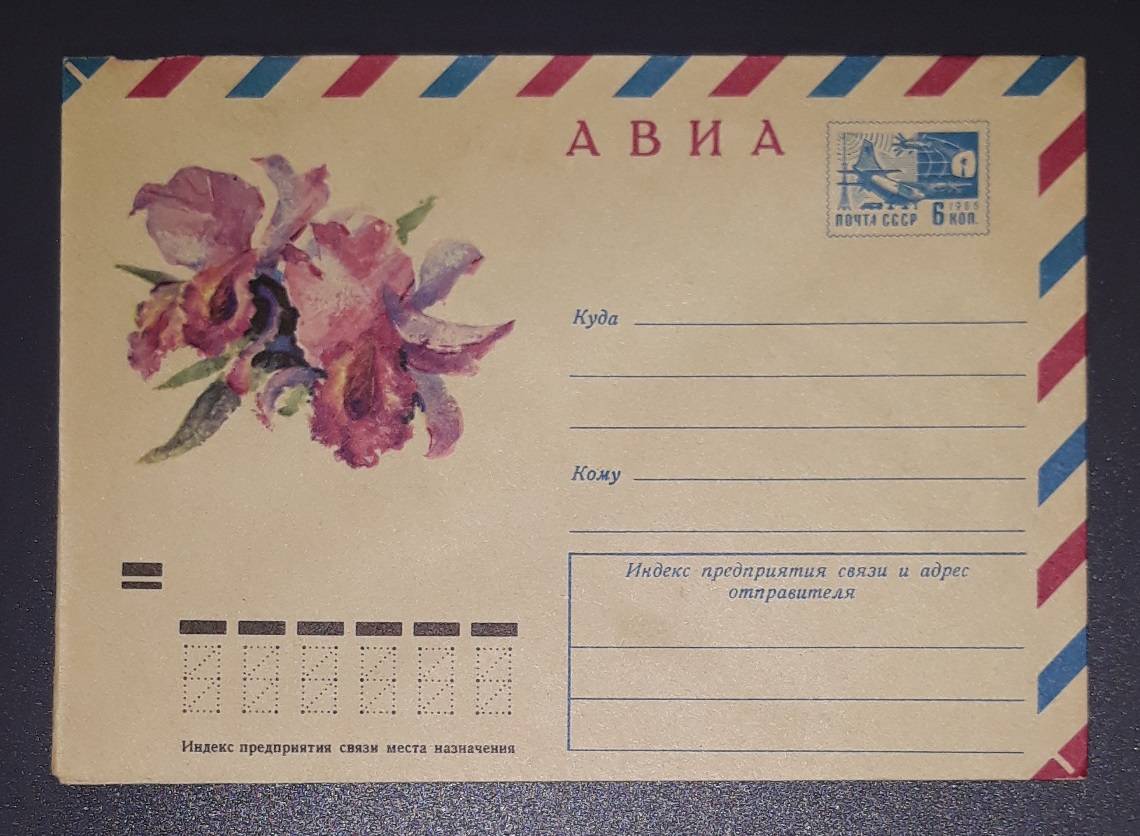 АВИА
1966
ПОЧТА СССР 6 КОП.
Куда
Кому
Индекс предприятия связи и адрес
отправителя
Индекс предприятия связи места назначения